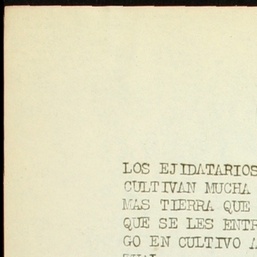 LOS EJIDATARIOS
CULTIVAN MUCHA
MAS TIERRA QUE
QUE SE LES ENTR
GO EN CULTIVO A